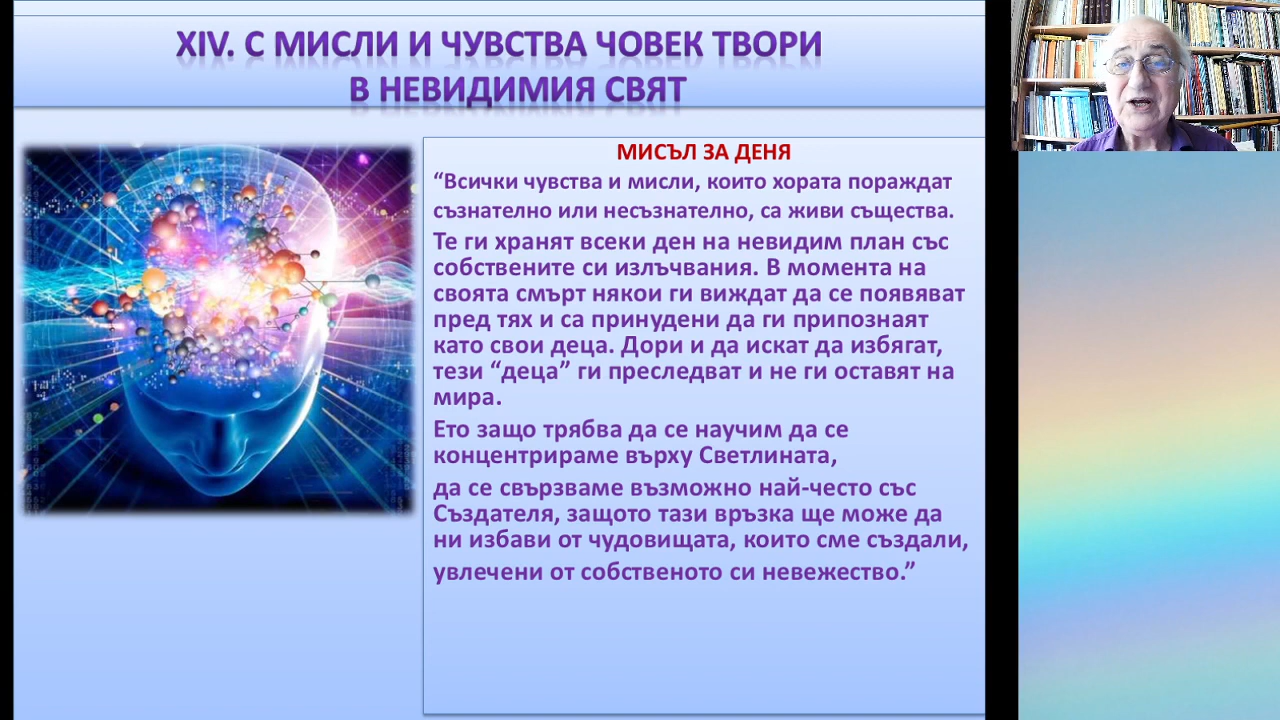 XIV. С МИСЛИ И ЧУВСТВА ЧОВЕК ТВОРИ
В НЕВИДИМИЯ СВЯТ
МИСЪЛ ЗА ДЕНЯ
“Всички чувства и мисли, които хората пораждат
съзнателно или несъзнателно, са живи същества.
Те ги хранят всеки ден на невидим план със
собствените си излъчвания. В момента на
своята смърт някои ги виждат да се появяват
пред тях и са принудени да ги припознаят
като свои деца. Дори и да искат да избягат,
тези “деца” ги преследват и не ги оставят на
мира.
Ето защо трябва да се научим да се
концентрираме върху Светлината,
да се свързваме възможно най-често със
Създателя, защото тази връзка ще може да
ни избави от чудовищата, които сме създали,
увлечени от собственото си невежество.”